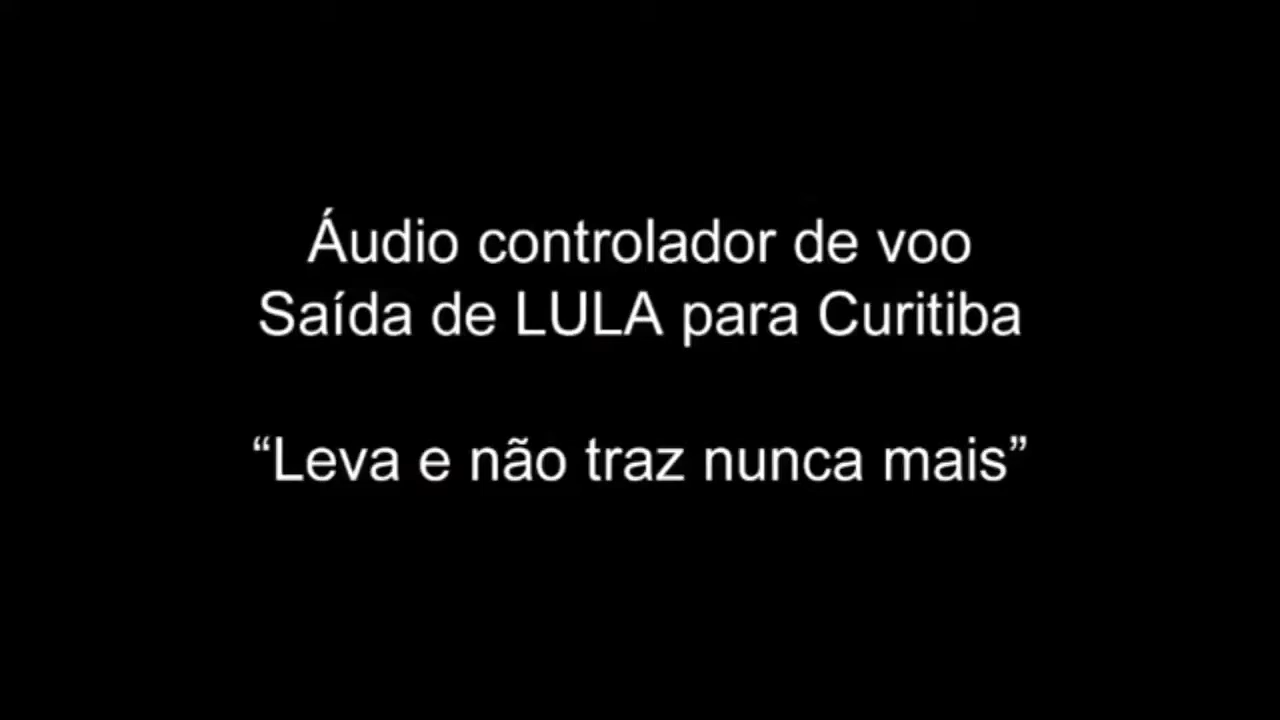 Áudio controlador de voo
Saída de LULA para Curitiba
“Leva e não traz nunca mais”